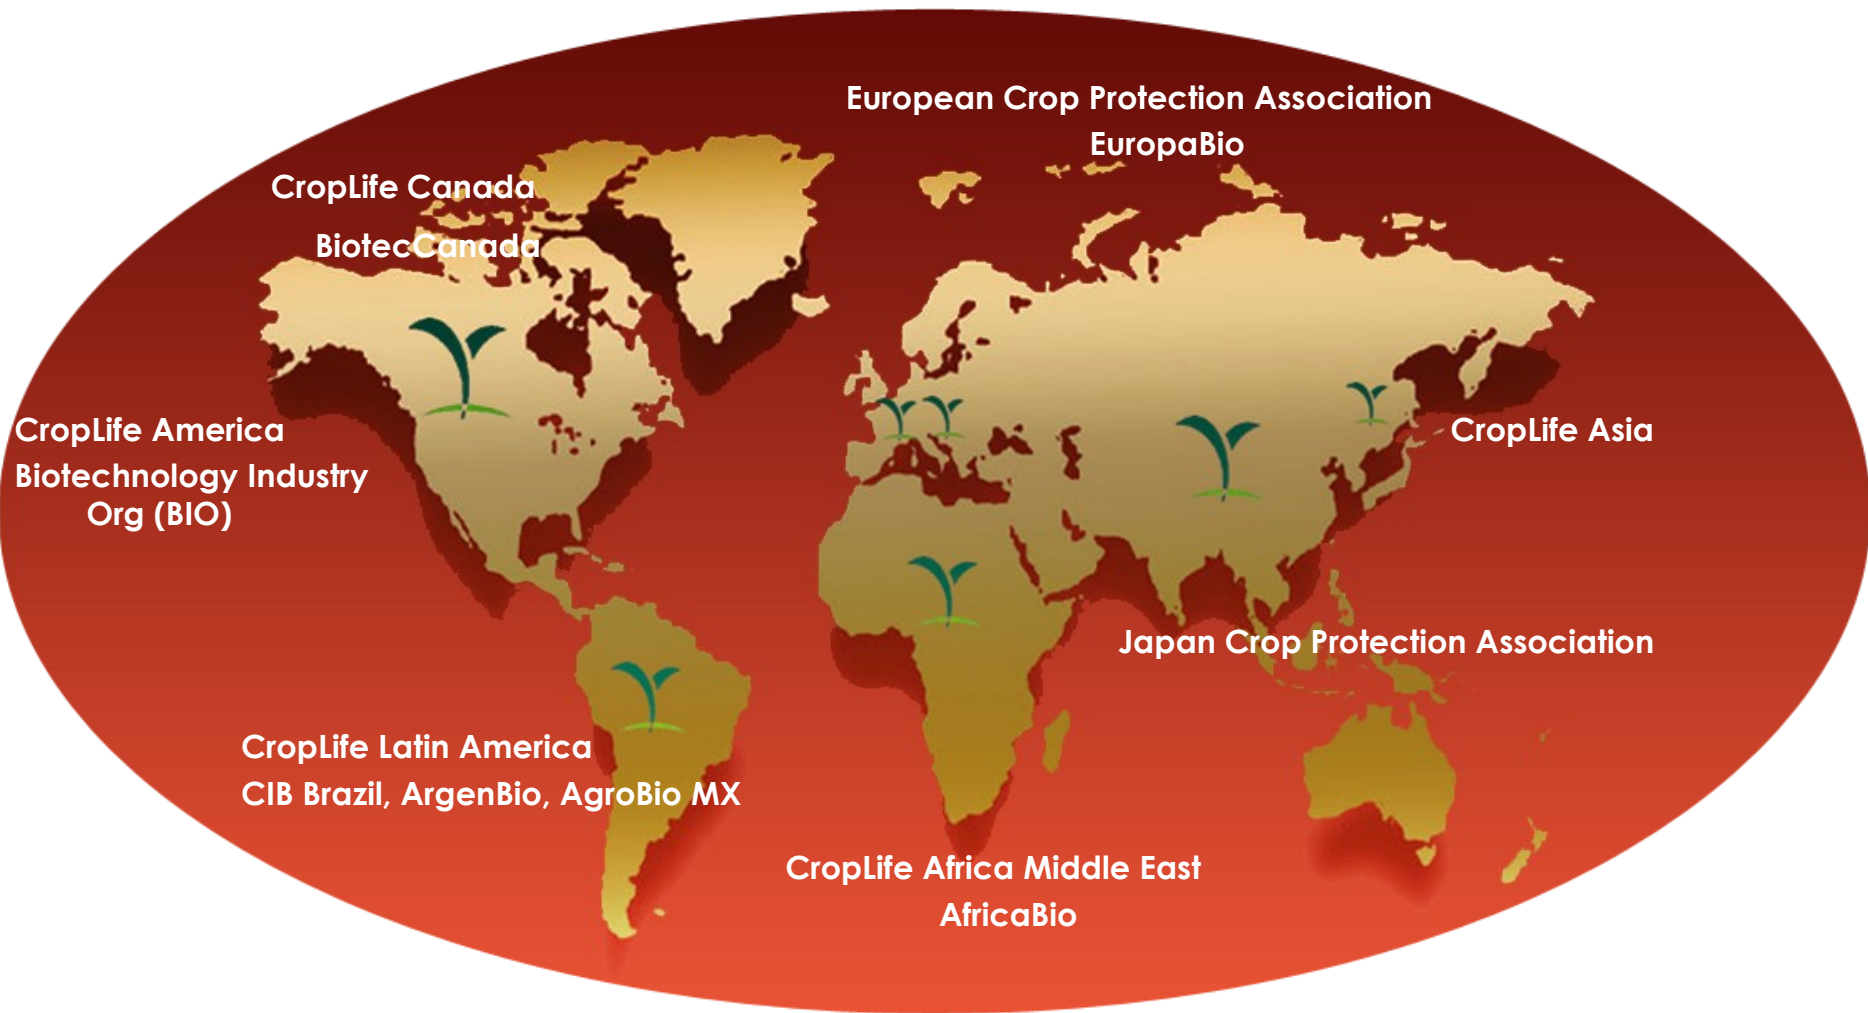 European Crop Protection Association
EuropaBio
CropLife Canada
BiotecCanada
CropLife America
Biotechnology Industry
Org (BIO)
CropLife Asia
Japan Crop Protection Association
CropLife Latin America
CIB Brazil, ArgenBio, AgroBio MX
CropLife Africa Middle East
AfricaBio